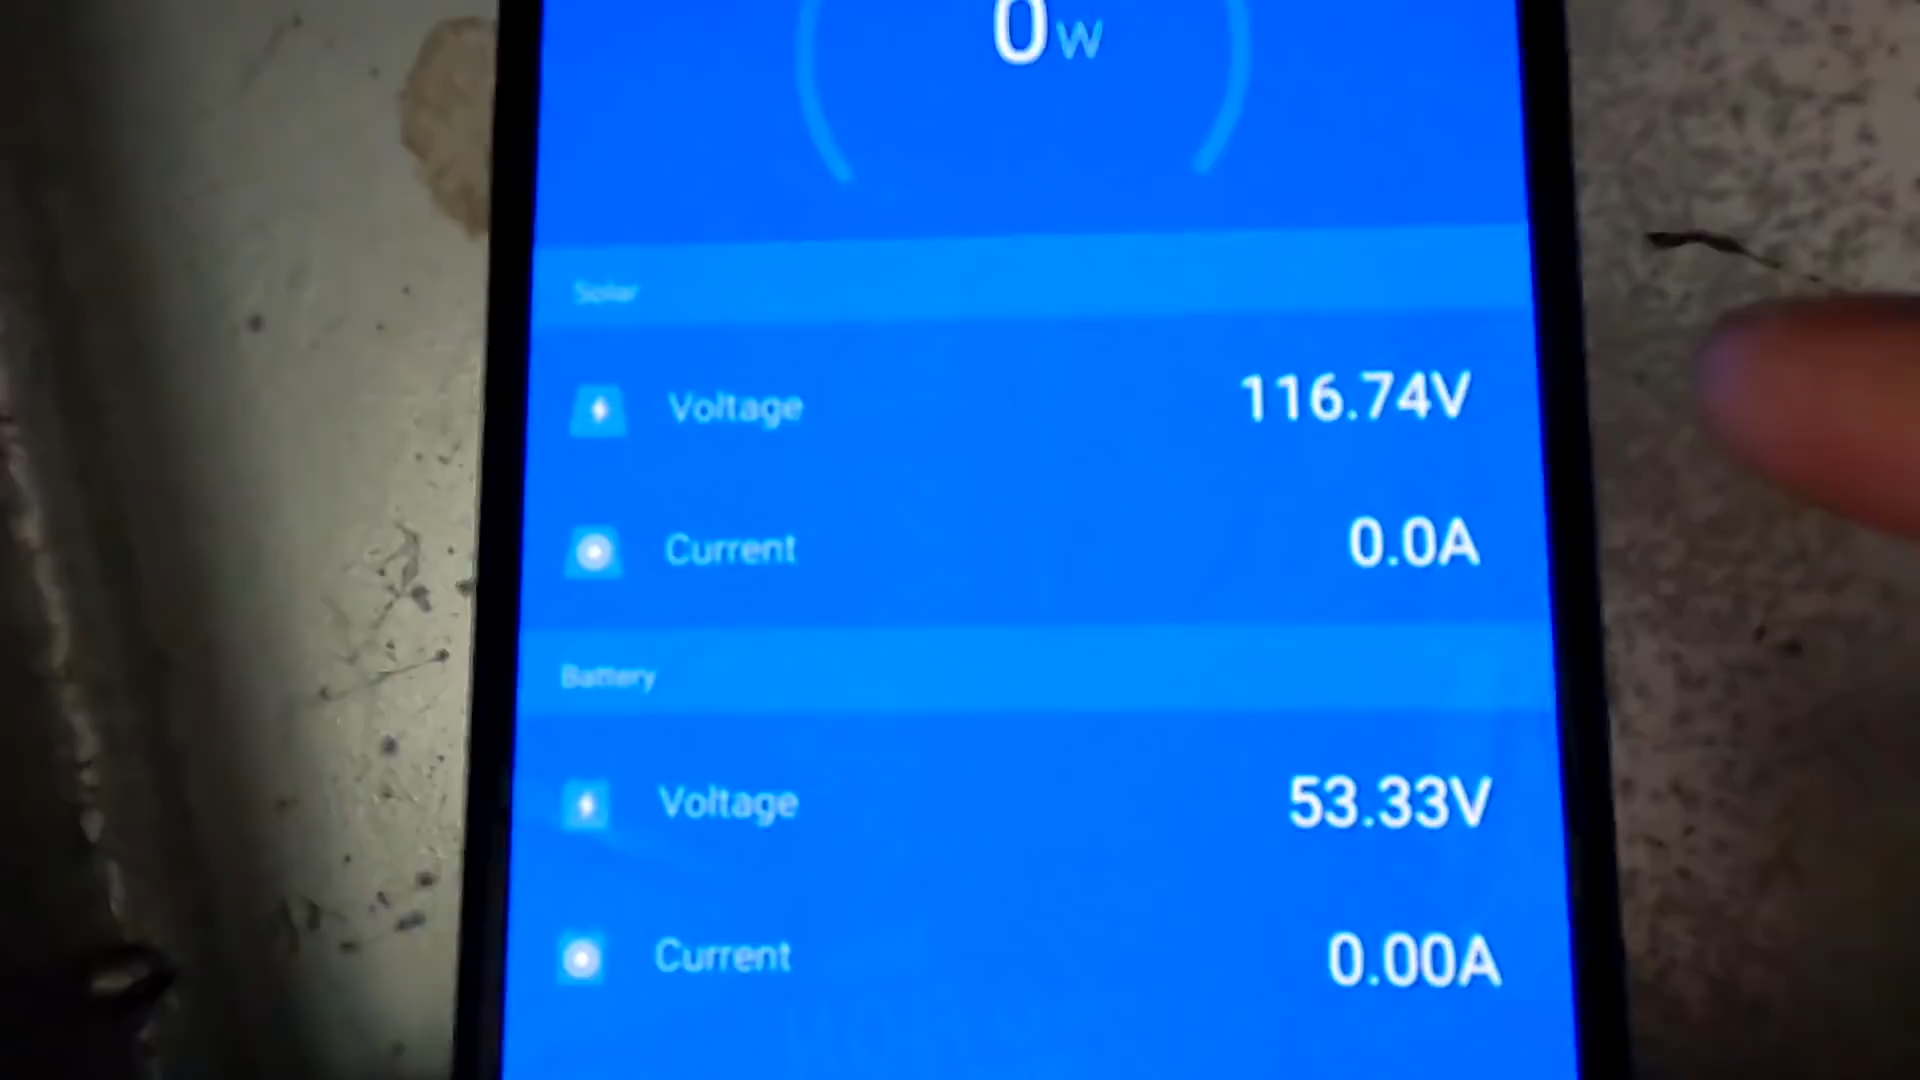 0W
Solar
Voltage 116.74V
Current 0.0A
Battery
Voltage 53.33V
Current 0.00A